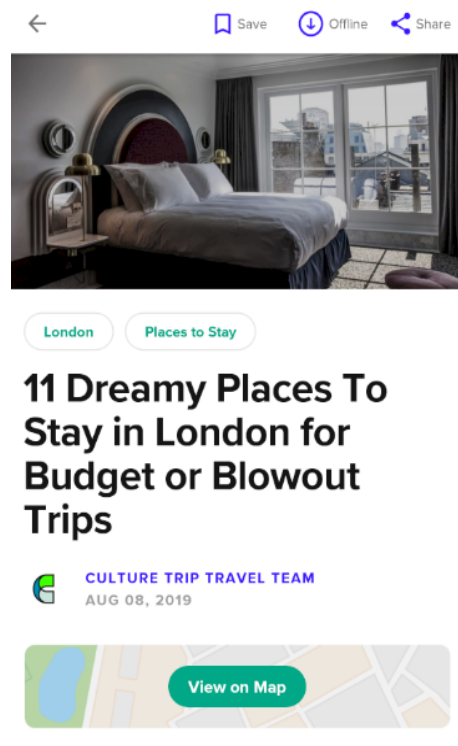 Save Offline Share
London Places to Stay
11 Dreamy Places To
Stay in London for
Budget or Blowout
Trips
CULTURE TRIP TRAVEL TEAM
AUG 08, 2019
View on Map